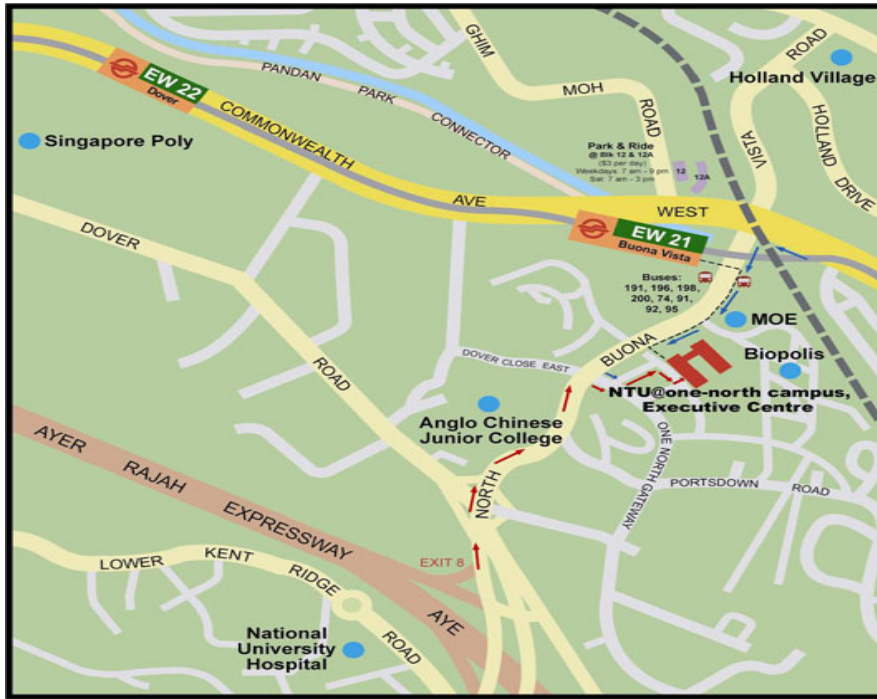 GHIM
MOH
ROAD
ROAD
VISTA
Holland Village
HOLLAND
DRIVE
EW 22
Dover
PANDAN
PARK
CONNECTOR
COMMONWEALTH
AVE
WEST
Singapore Poly
Park & Ride
@ Blk 12 & 12A
($3 per day)
Weekdays: 7 am - 9 pm
Sat: 7 am - 3 pm
12
12A
EW 21
Buona Vista
DOVER
ROAD
Buses:
191, 196, 198,
200, 74, 91,
92, 95
MOE
BUONA
Biopolis
DOVER CLOSE EAST
NTU@one-north campus,
Executive Centre
Anglo Chinese
Junior College
ONE NORTH GATEWAY
PORTSDOWN ROAD
NORTH
AYER
RAJAH
EXPRESSWAY
AYE
EXIT 8
LOWER KENT
RIDGE
ROAD
National
University
Hospital